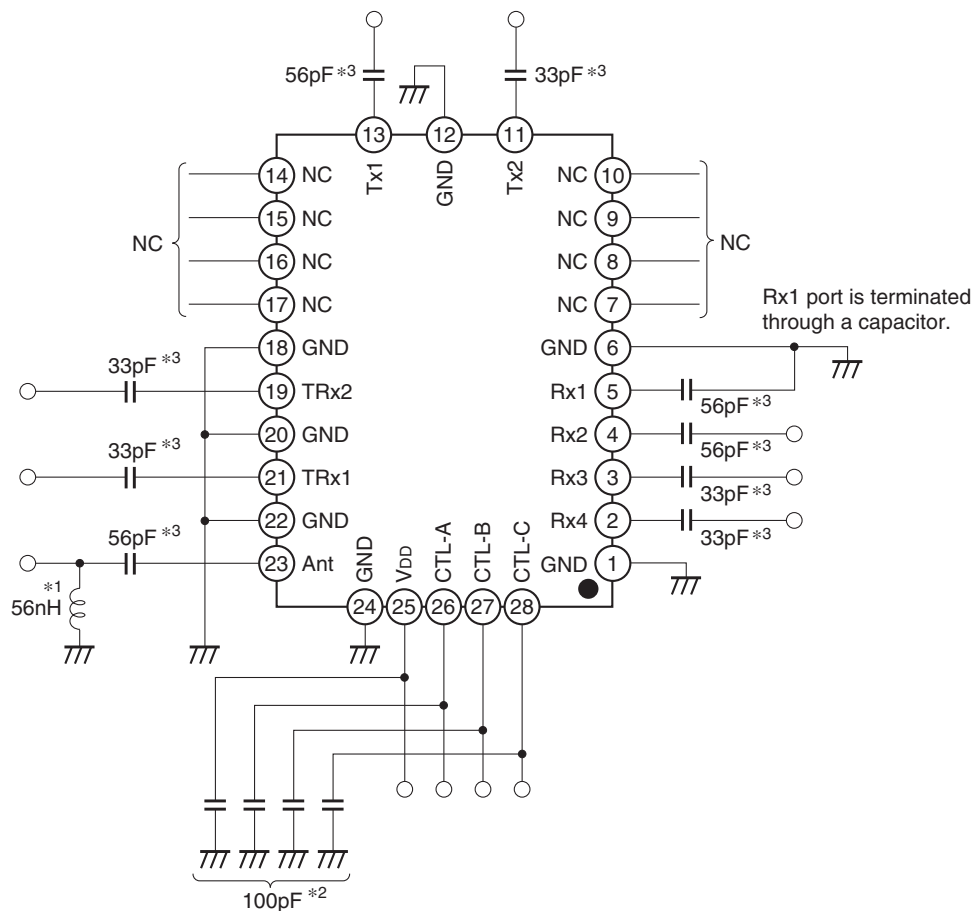 56pF *3
33pF *3
13
12
11
Tx1
GND
Tx2
14 NC
NC 10
15 NC
NC 9
NC
NC
16 NC
NC 8
17 NC
NC 7
Rx1 port is terminated
through a capacitor.
18 GND
GND 6
33pF *3
19 TRx2
Rx1 5
56pF *3
20 GND
Rx2 4
56pF *3
33pF *3
21 TRx1
Rx3 3
33pF *3
22 GND
Rx4 2
33pF *3
56pF *3
23 Ant
GND 1
GND
VDD
CTL-A
CTL-B
CTL-C
*1
56nH
24
25
26
27
28
100pF *2